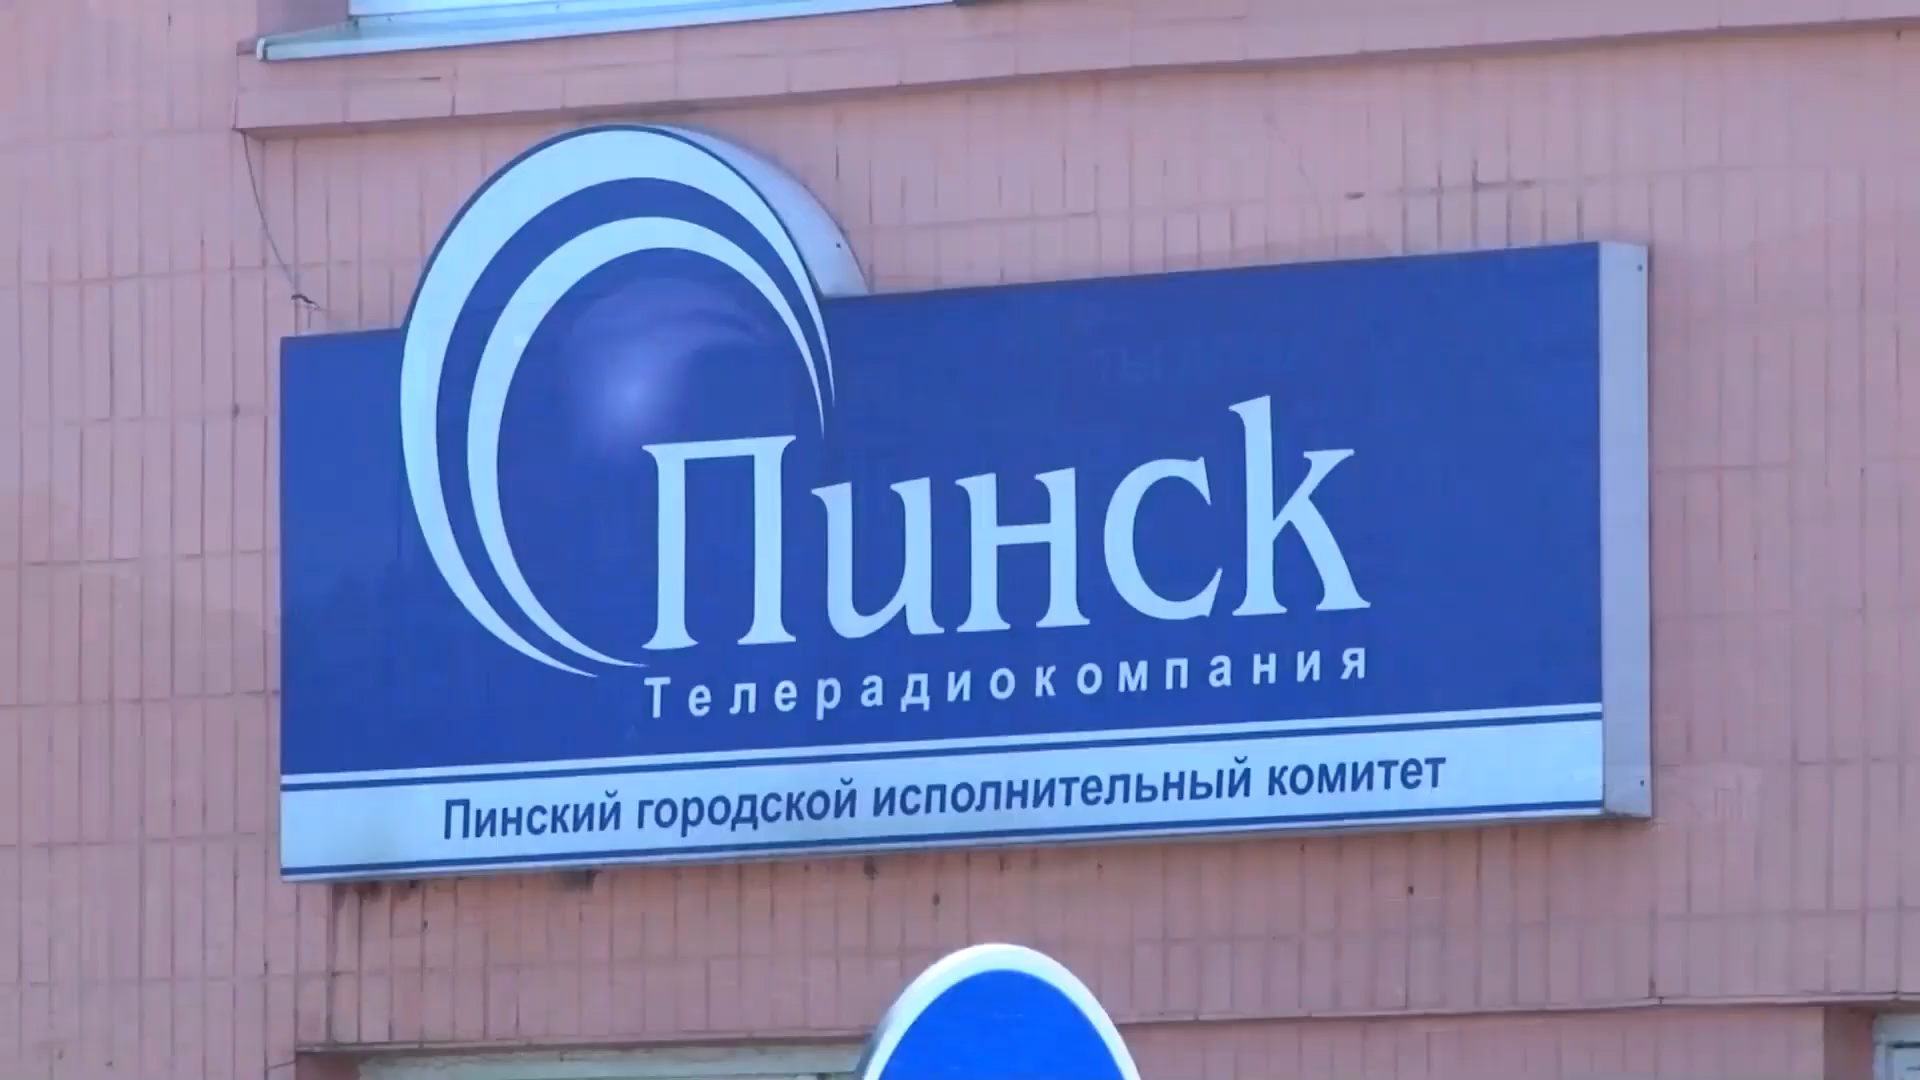 Пинск
Телерадиокомпания
Пинский городской исполнительный комитет